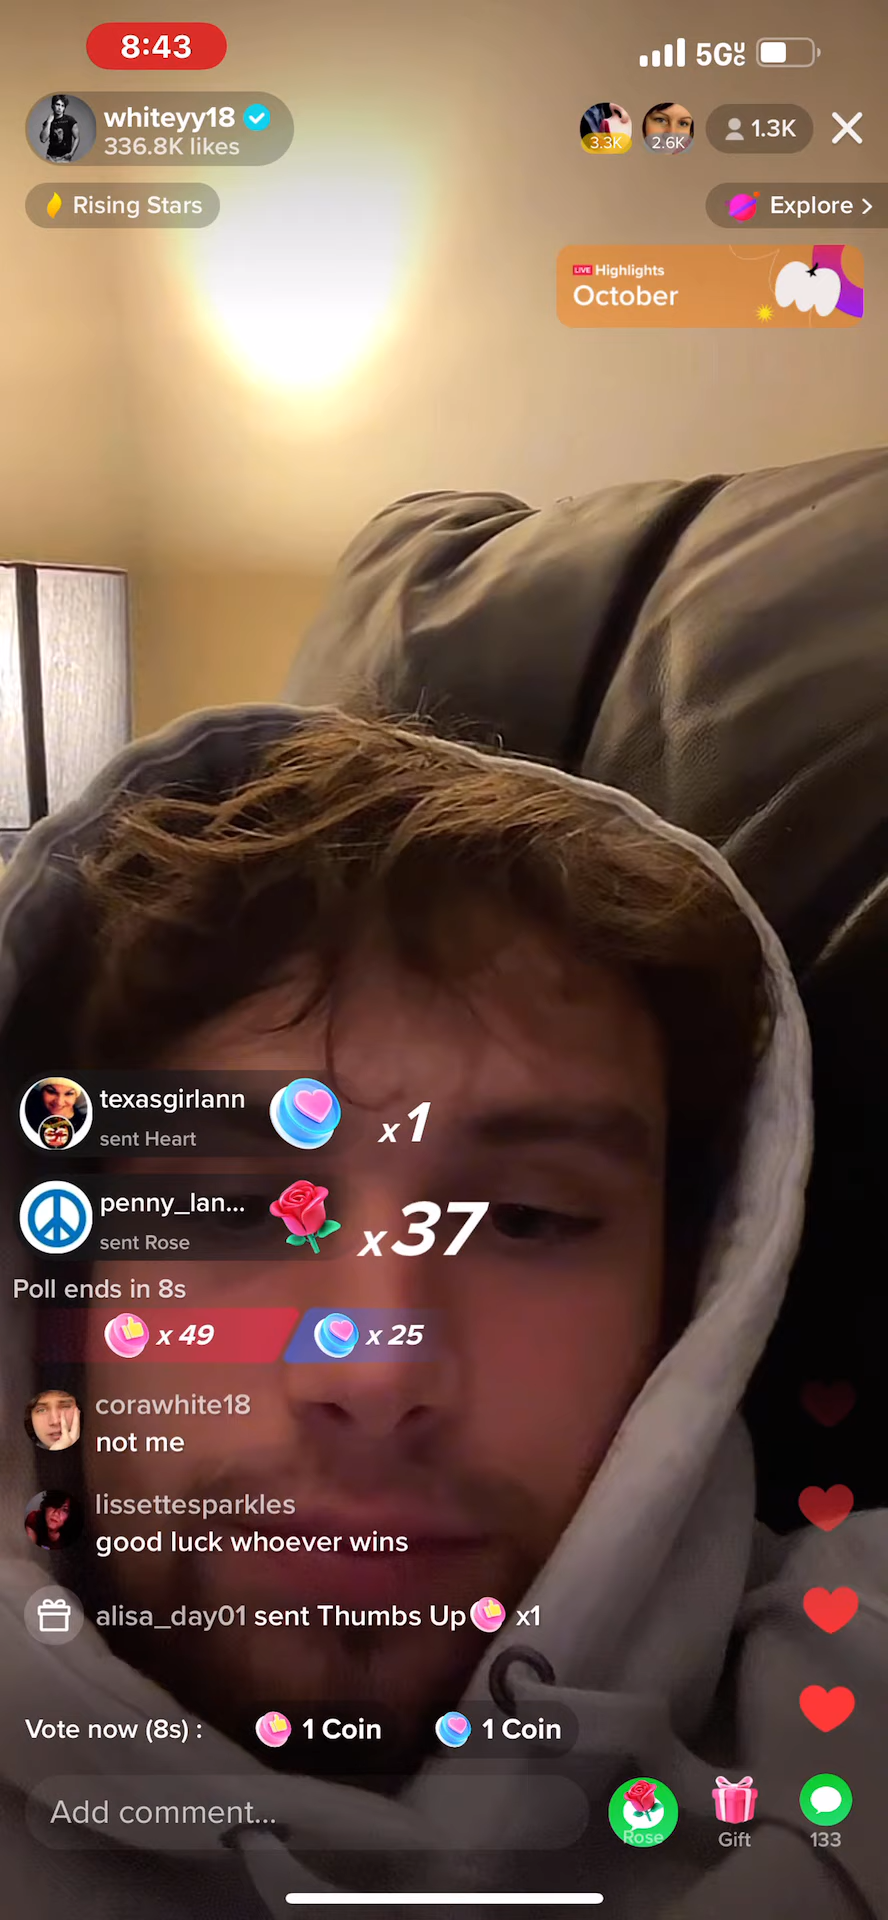 8:43
5G UC
whiteyy18
336.8K likes
3.3K
2.6K
1.3K
Rising Stars
Explore >
LIVE Highlights
October
texasgirlann
sent Heart
x1
penny_lan...
sent Rose
x37
Poll ends in 8s
x 49
x 25
corawhite18
not me
lissettesparkles
good luck whoever wins
alisa_day01 sent Thumbs Up x1
Vote now (8s) :
1 Coin
1 Coin
Add comment...
Rose
Gift
133